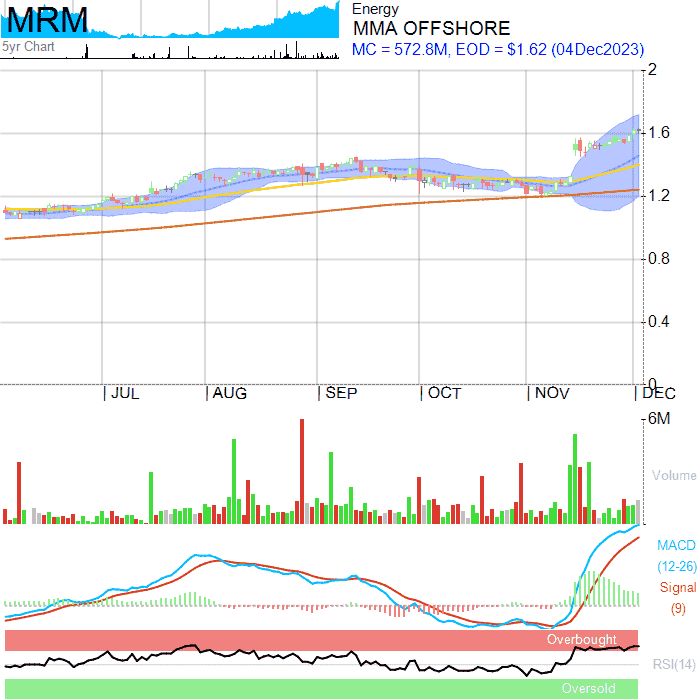 MRM
5yr Chart
Energy
MMA OFFSHORE
MC = 572.8M, EOD = $1.62 (04Dec2023)
2
1.6
1.2
0.8
0.4
0
JUL
AUG
SEP
OCT
NOV
DEC
6M
Volume
MACD
(12-26)
Signal
(9)
Overbought
RSI(14)
Oversold